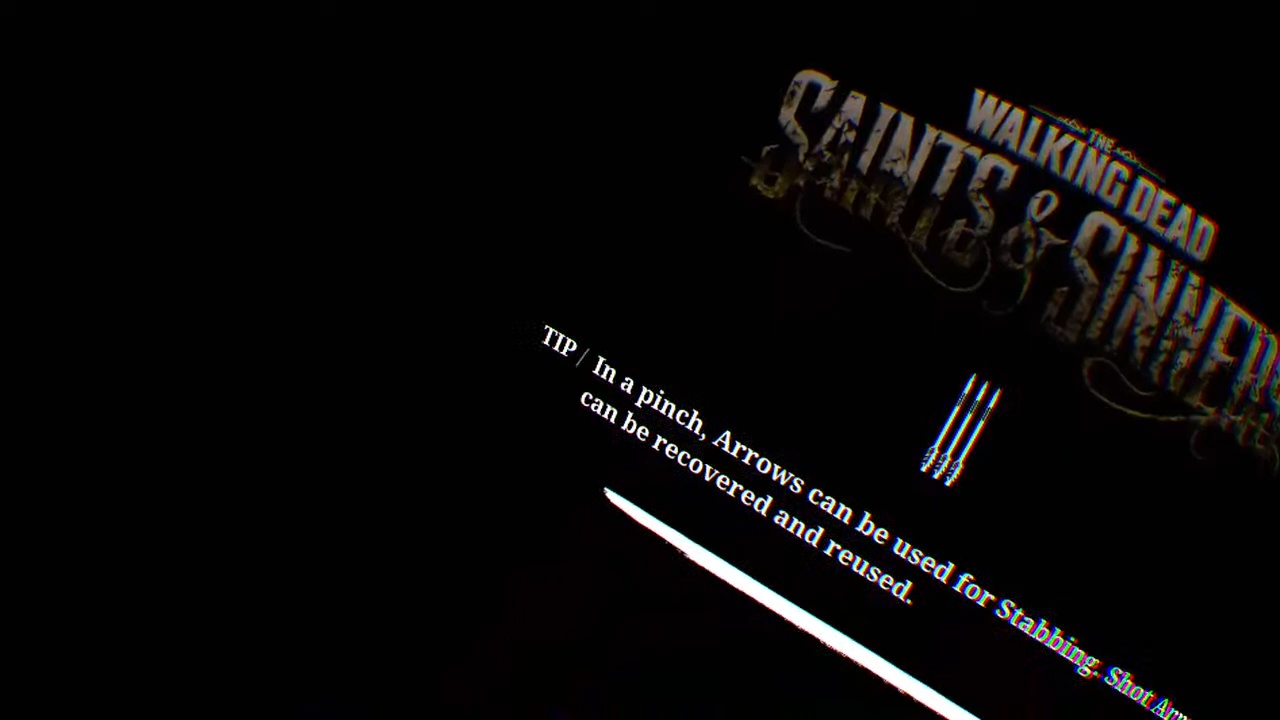 THE
WALKING DEAD
SAINTS & SINNERS
TIP / In a pinch, Arrows can be used for Stabbing. Shot
can be recovered and reused.